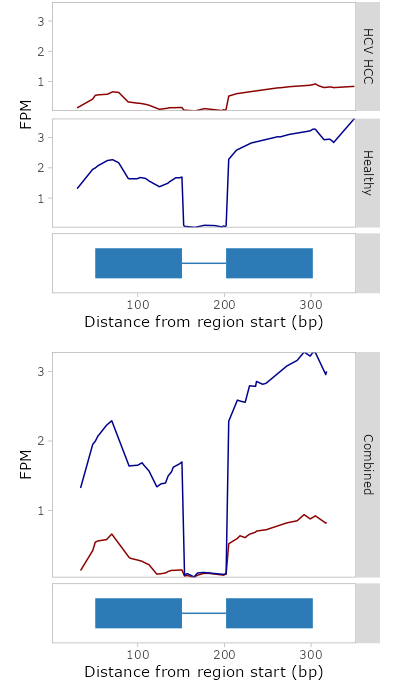 3
2
1
HCV HCC
FPM
3
2
1
Healthy
100 200 300
Distance from region start (bp)
3
2
1
FPM
Combined
100 200 300
Distance from region start (bp)